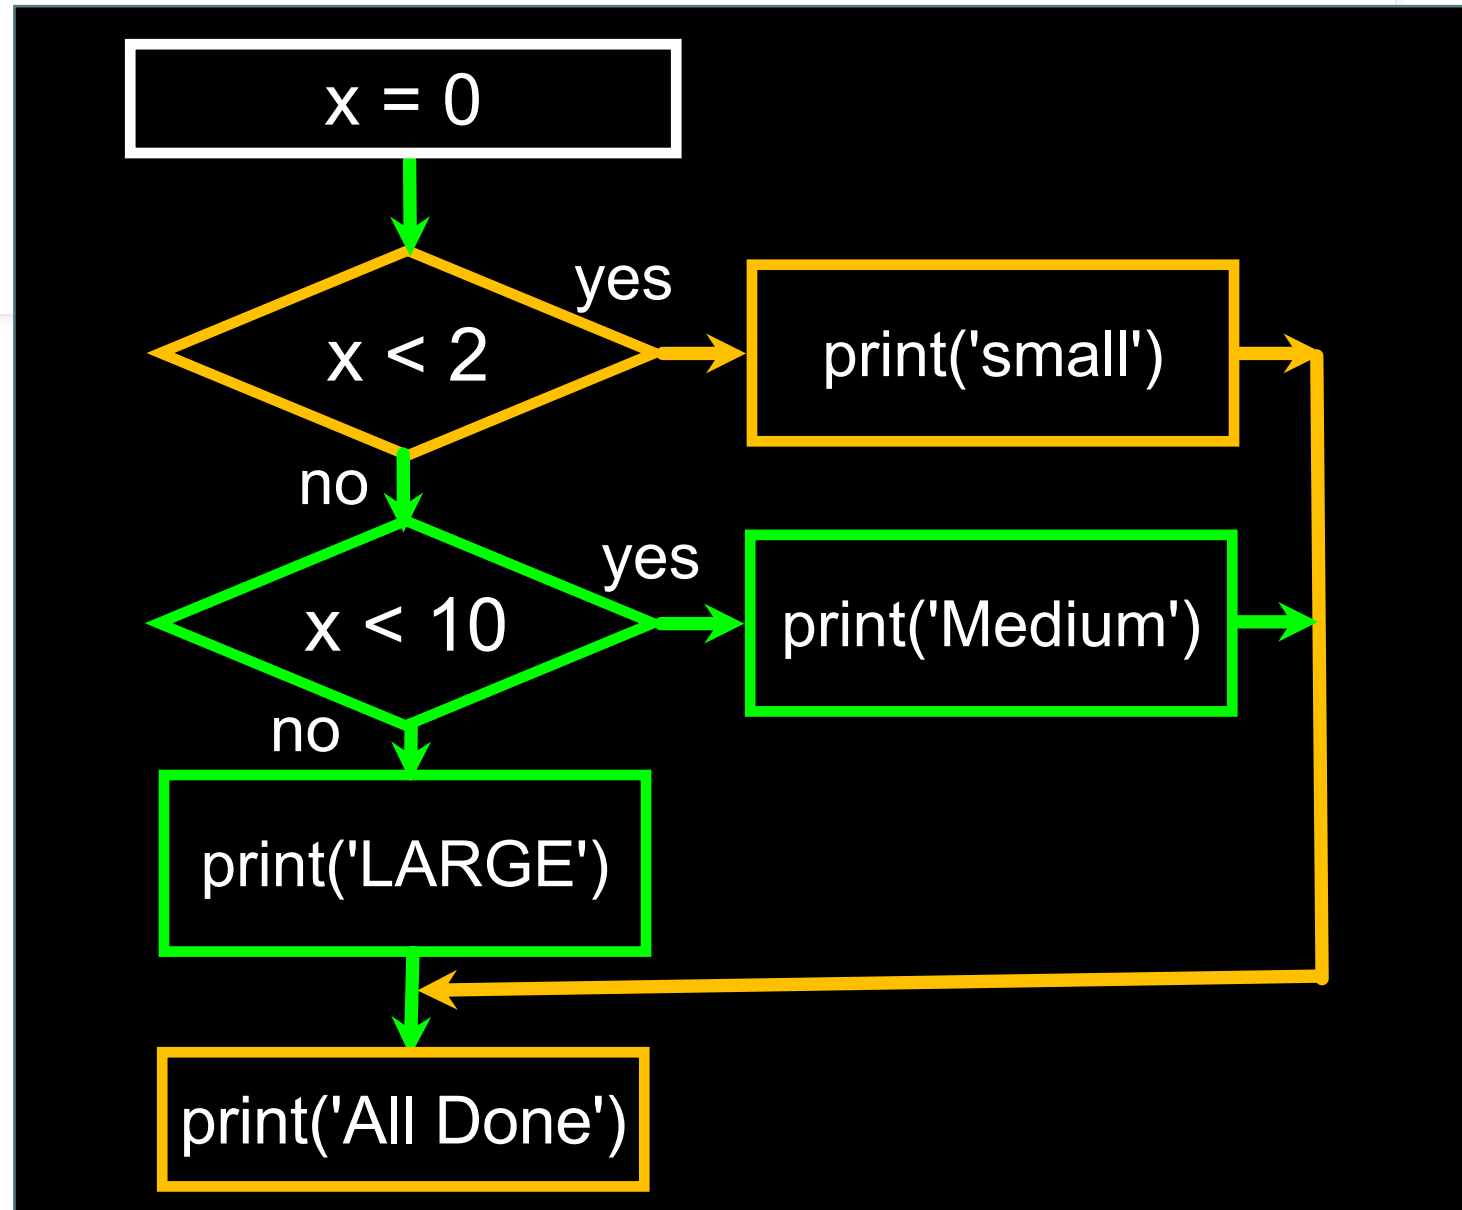 x = 0
x < 2
yes
print('small')
no
x < 10
yes
print('Medium')
no
print('LARGE')
print('All Done')